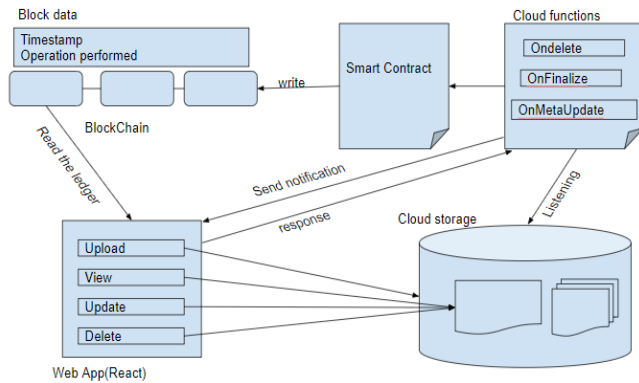 Block data
Timestamp
Operation performed
BlockChain
write
Smart Contract
Cloud functions
Ondelete
OnFinalize
OnMetaUpdate
Read the ledger
Send notification
response
Listening
Cloud storage
Upload
View
Update
Delete
Web App(React)